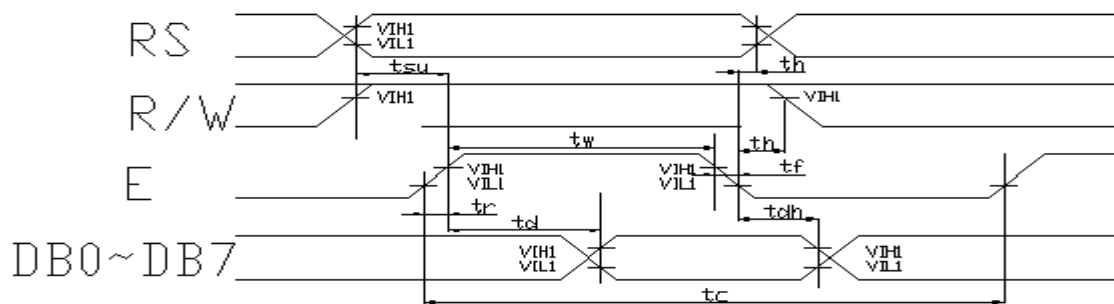 RS
VIH1
VIL1
tsu
th
R/W
VIH1
VIH1
tw
th
E
VIH1
VIL1
VIH1
VIL1
tf
tr
td
tdh
DB0~DB7
VIH1
VIL1
VIH1
VIL1
tc